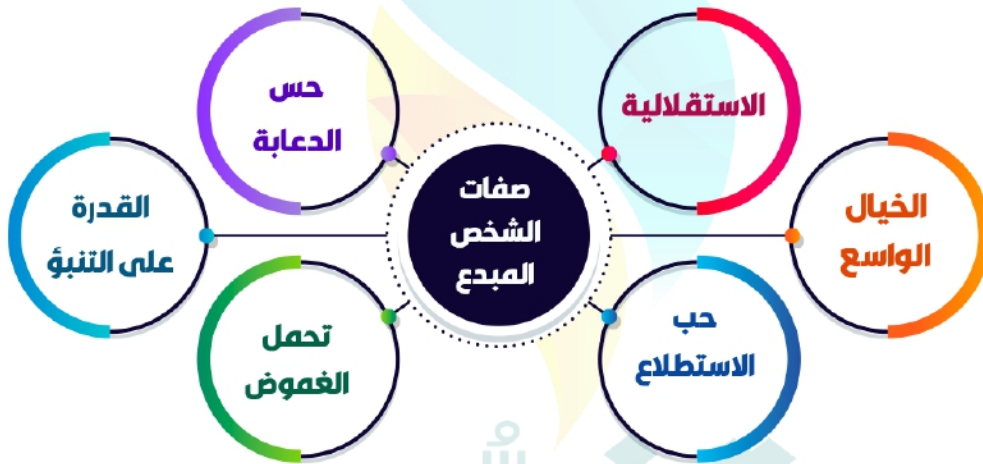 صفات
الشخص
المبدع
الاستقلالية
الخيال
الواسع
حب
الاستطلاع
حس
الدعابة
القدرة
على التنبؤ
تحمل
الغموض